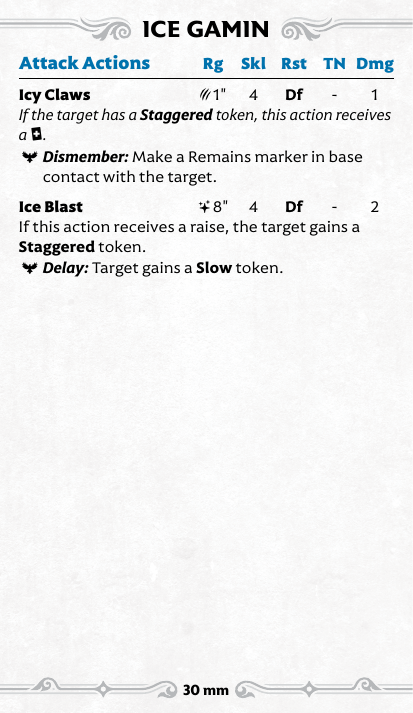 ICE GAMIN
Attack Actions Rg Skl Rst TN Dmg
Icy Claws 1" 4 Df - 1
If the target has a Staggered token, this action receives
a .
Dismember: Make a Remains marker in base
contact with the target.
Ice Blast 8" 4 Df - 2
If this action receives a raise, the target gains a
Staggered token.
Delay: Target gains a Slow token.
30 mm